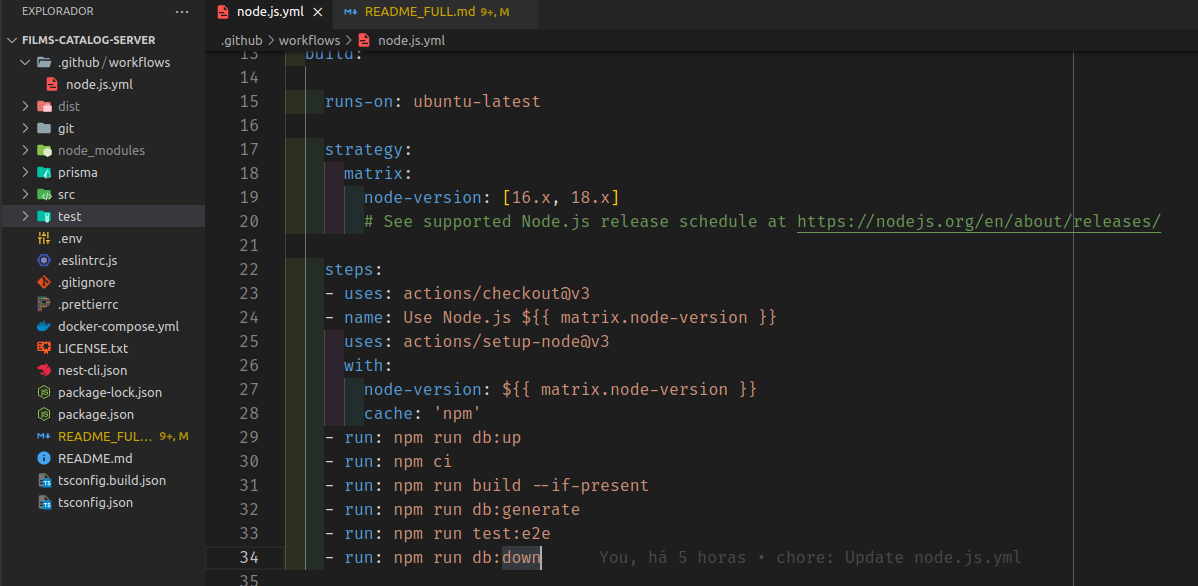 EXPLORADOR
FILMS-CATALOG-SERVER
.github / workflows
node.js.yml
dist
git
node_modules
prisma
src
test
.env
.eslintrc.js
.gitignore
.prettierrc
docker-compose.yml
LICENSE.txt
nest-cli.json
package-lock.json
package.json
README_FUL... 9+, M
README.md
tsconfig.build.json
tsconfig.json
node.js.yml README_FULL.md 9+, M
.github > workflows > node.js.yml
13 build:
14
15 runs-on: ubuntu-latest
16
17 strategy:
18 matrix:
19 node-version: [16.x, 18.x]
20 # See supported Node.js release schedule at https://nodejs.org/en/about/releases/
21
22 steps:
23 - uses: actions/checkout@v3
24 - name: Use Node.js ${{ matrix.node-version }}
25 uses: actions/setup-node@v3
26 with:
27 node-version: ${{ matrix.node-version }}
28 cache: 'npm'
29 - run: npm run db:up
30 - run: npm ci
31 - run: npm run build --if-present
32 - run: npm run db:generate
33 - run: npm run test:e2e
34 - run: npm run db:down You, há 5 horas • chore: Update node.js.yml
35